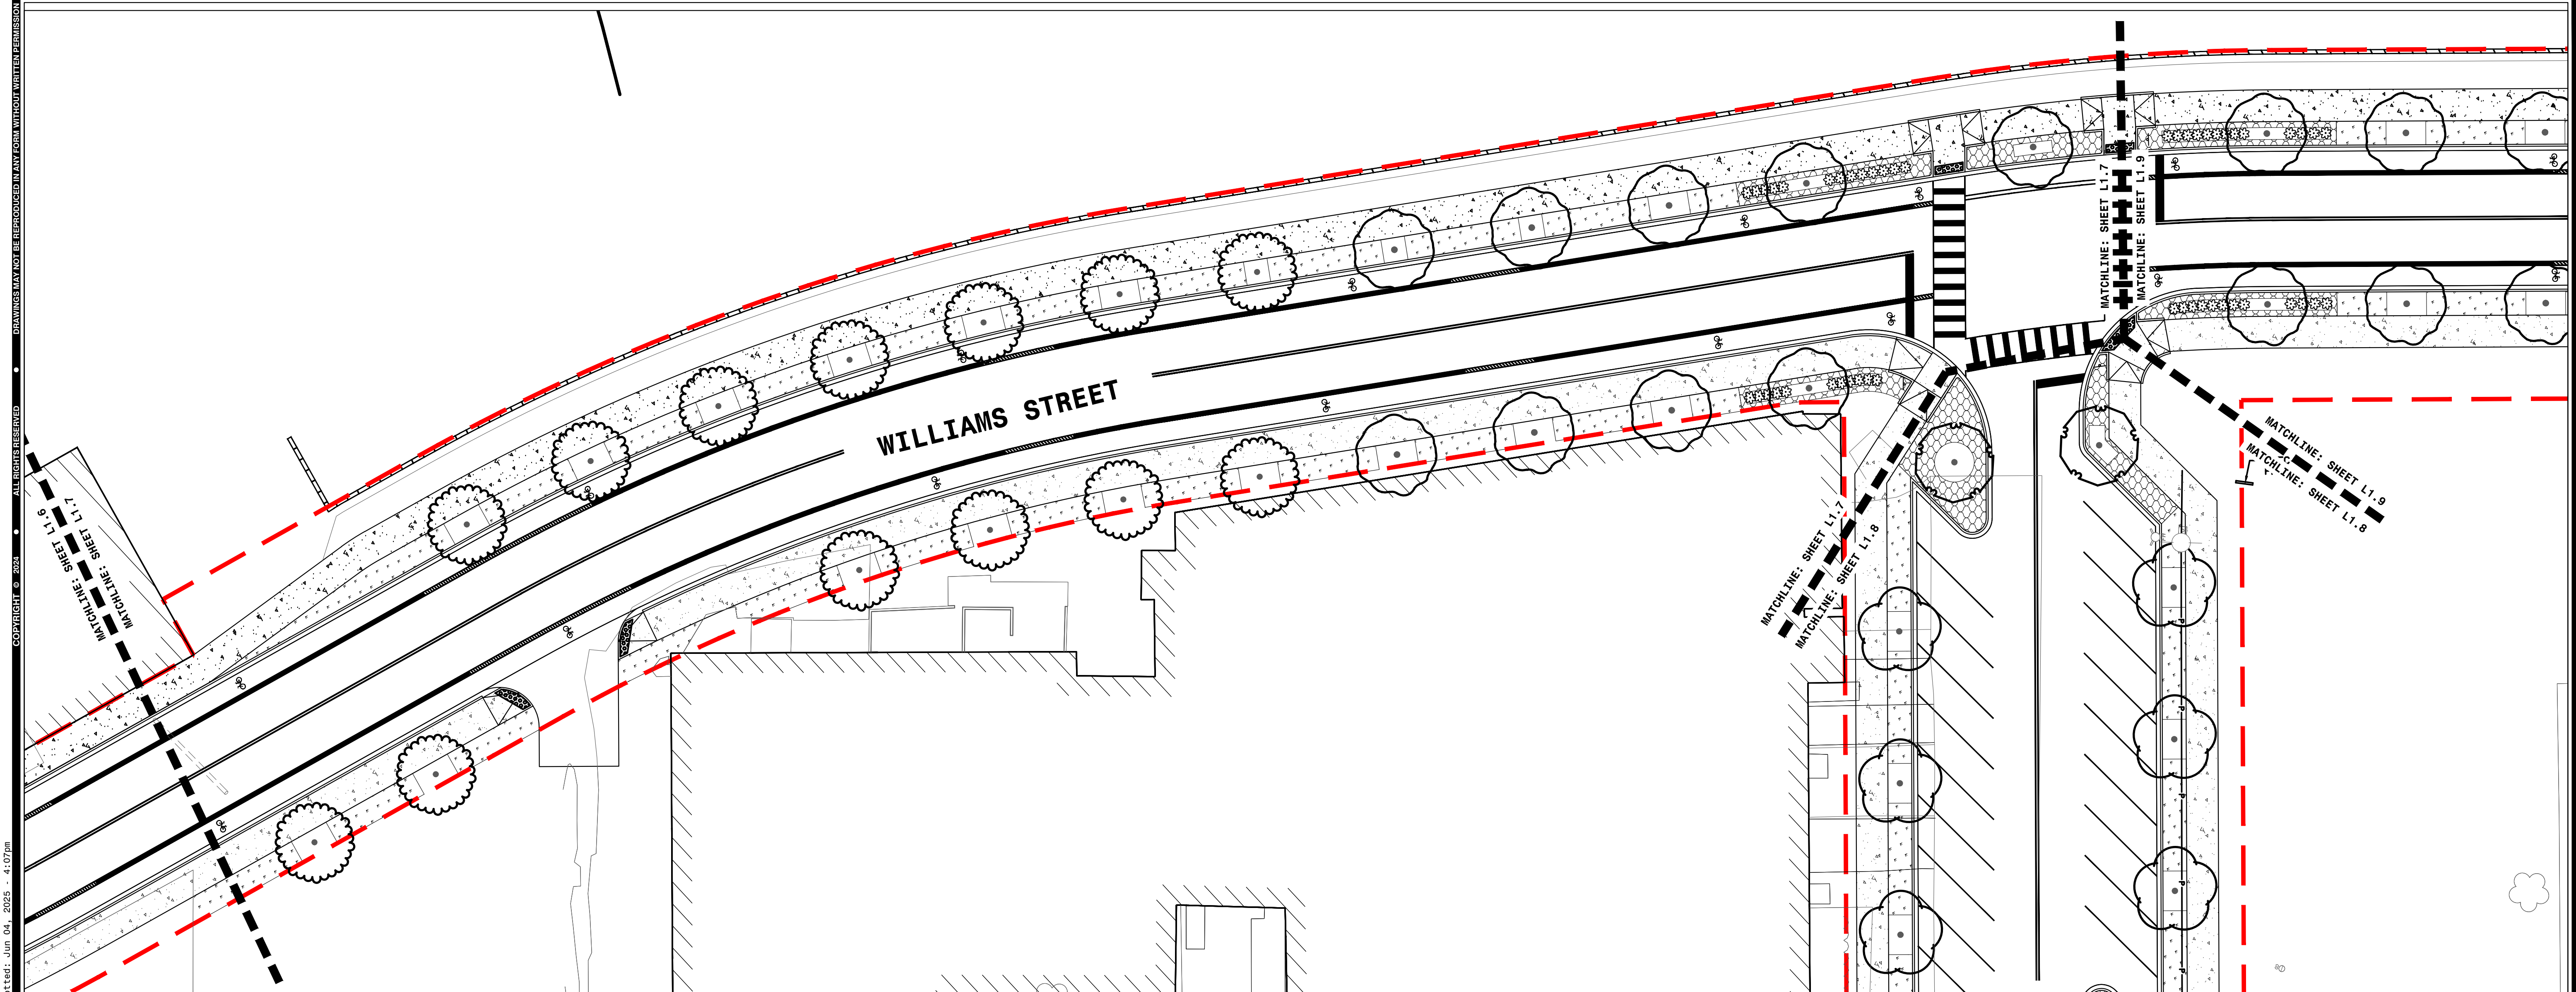 COPYRIGHT © 2024 ● ALL RIGHTS RESERVED ● DRAWINGS MAY NOT BE REPRODUCED IN ANY FORM WITHOUT WRITTEN PERMISSION
Jun 04, 2025 - 4:07pm
MATCHLINE: SHEET L1.6
MATCHLINE: SHEET L1.7
WILLIAMS STREET
MATCHLINE: SHEET L1.7
MATCHLINE: SHEET L1.8
MATCHLINE: SHEET L1.7
MATCHLINE: SHEET L1.9
MATCHLINE: SHEET L1.9
MATCHLINE: SHEET L1.8